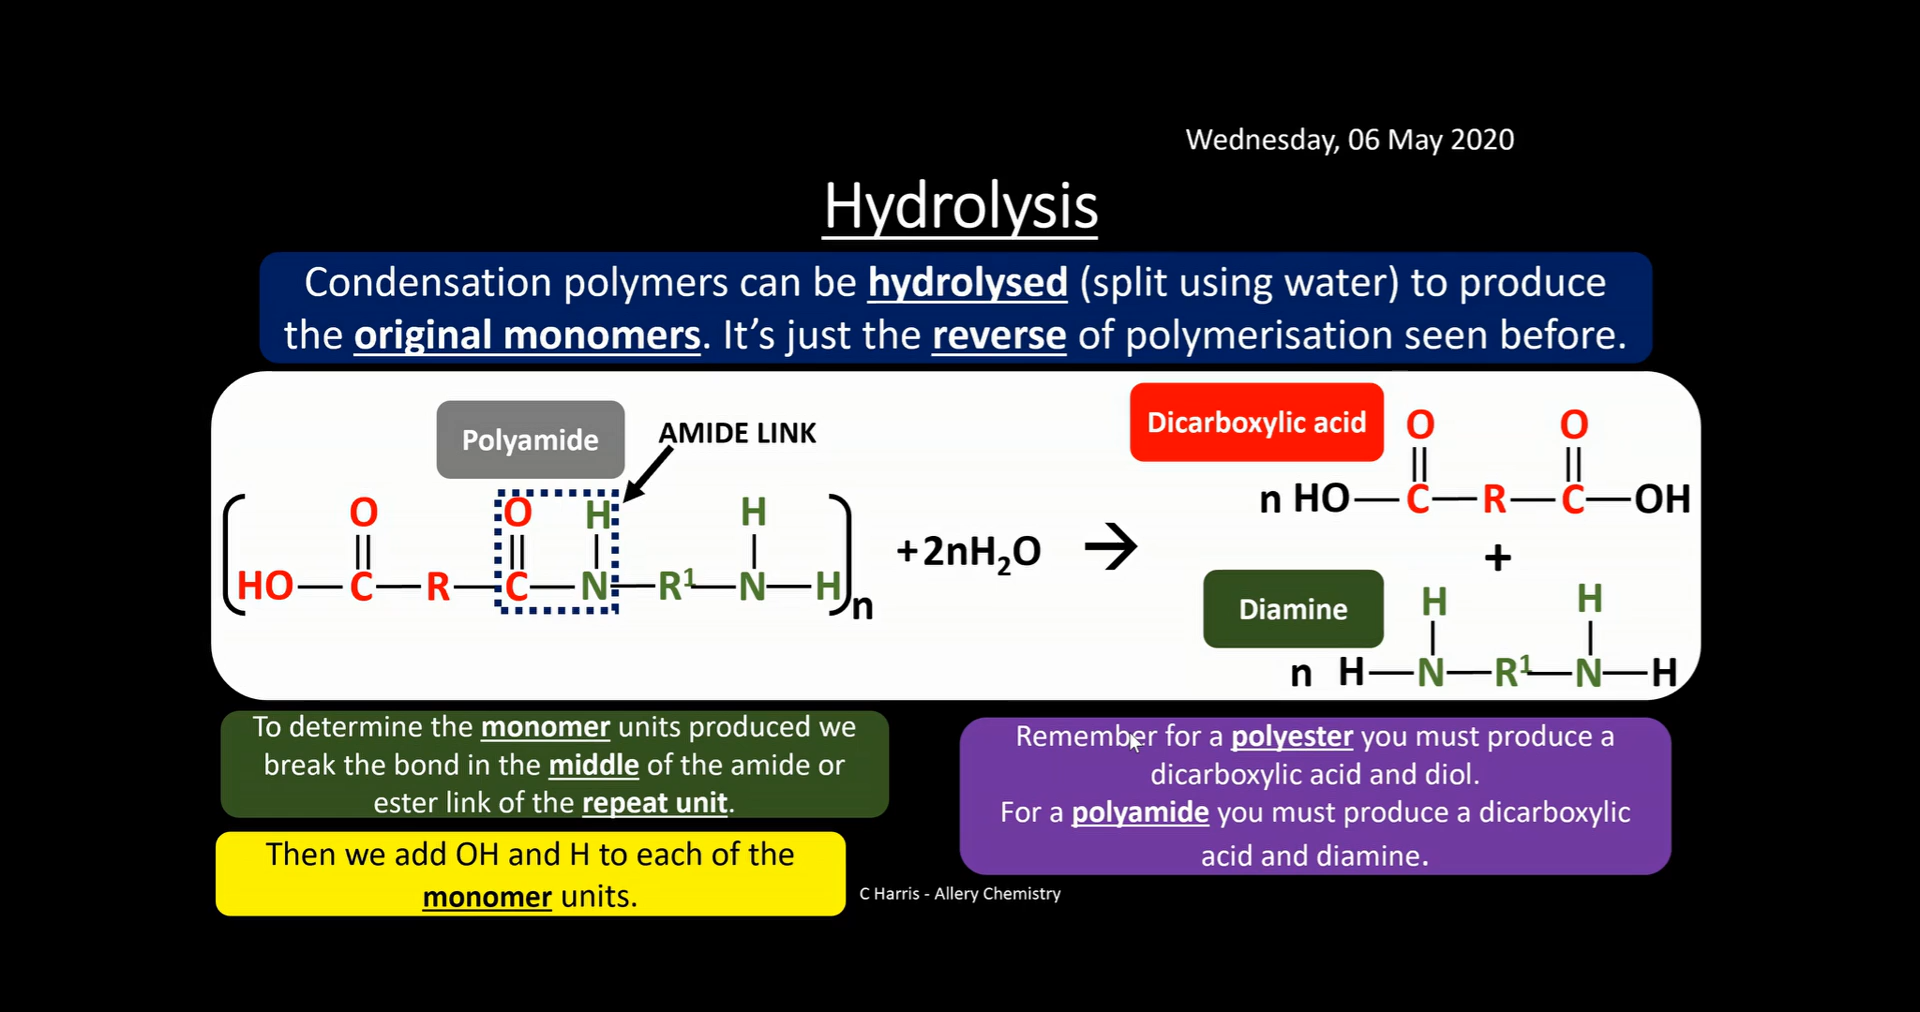 Wednesday, 06 May 2020
Hydrolysis
Condensation polymers can be hydrolysed (split using water) to produce
the original monomers. It’s just the reverse of polymerisation seen before.
Polyamide
AMIDE LINK
O O H H
HO C R C N R¹ N H n
+2nH₂O →
Dicarboxylic acid
O O
n HO C R C OH
+
Diamine
H H
n H N R¹ N H
To determine the monomer units produced we
break the bond in the middle of the amide or
ester link of the repeat unit.
Then we add OH and H to each of the
monomer units.
Remember for a polyester you must produce a
dicarboxylic acid and diol.
For a polyamide you must produce a dicarboxylic
acid and diamine.
C Harris - Allery Chemistry